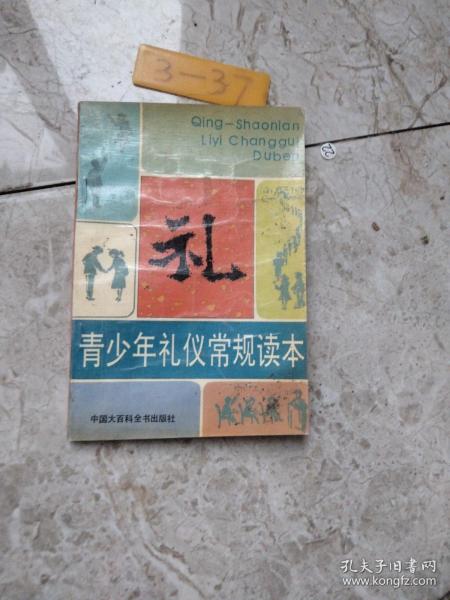 3-37
Qing-Shaonian
Liyi Changgui
Duben
礼
青少年礼仪常规读本
中国大百科全书出版社
孔夫子旧书网
www.kongfz.com